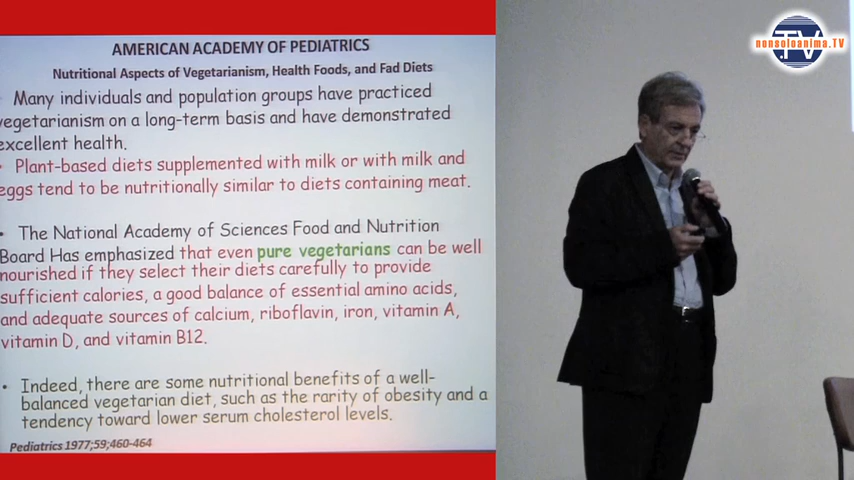 AMERICAN ACADEMY OF PEDIATRICS
Nutritional Aspects of Vegetarianism, Health Foods, and Fad Diets
Many individuals and population groups have practiced
vegetarianism on a long-term basis and have demonstrated
excellent health.
• Plant-based diets supplemented with milk or with milk and
eggs tend to be nutritionally similar to diets containing meat.
• The National Academy of Sciences Food and Nutrition
Board Has emphasized that even pure vegetarians can be well
nourished if they select their diets carefully to provide
sufficient calories, a good balance of essential amino acids,
and adequate sources of calcium, riboflavin, iron, vitamin A,
vitamin D, and vitamin B12.
• Indeed, there are some nutritional benefits of a well-
balanced vegetarian diet, such as the rarity of obesity and a
tendency toward lower serum cholesterol levels.
Pediatrics 1977;59;460-464
TV
nonsoloanima.TV